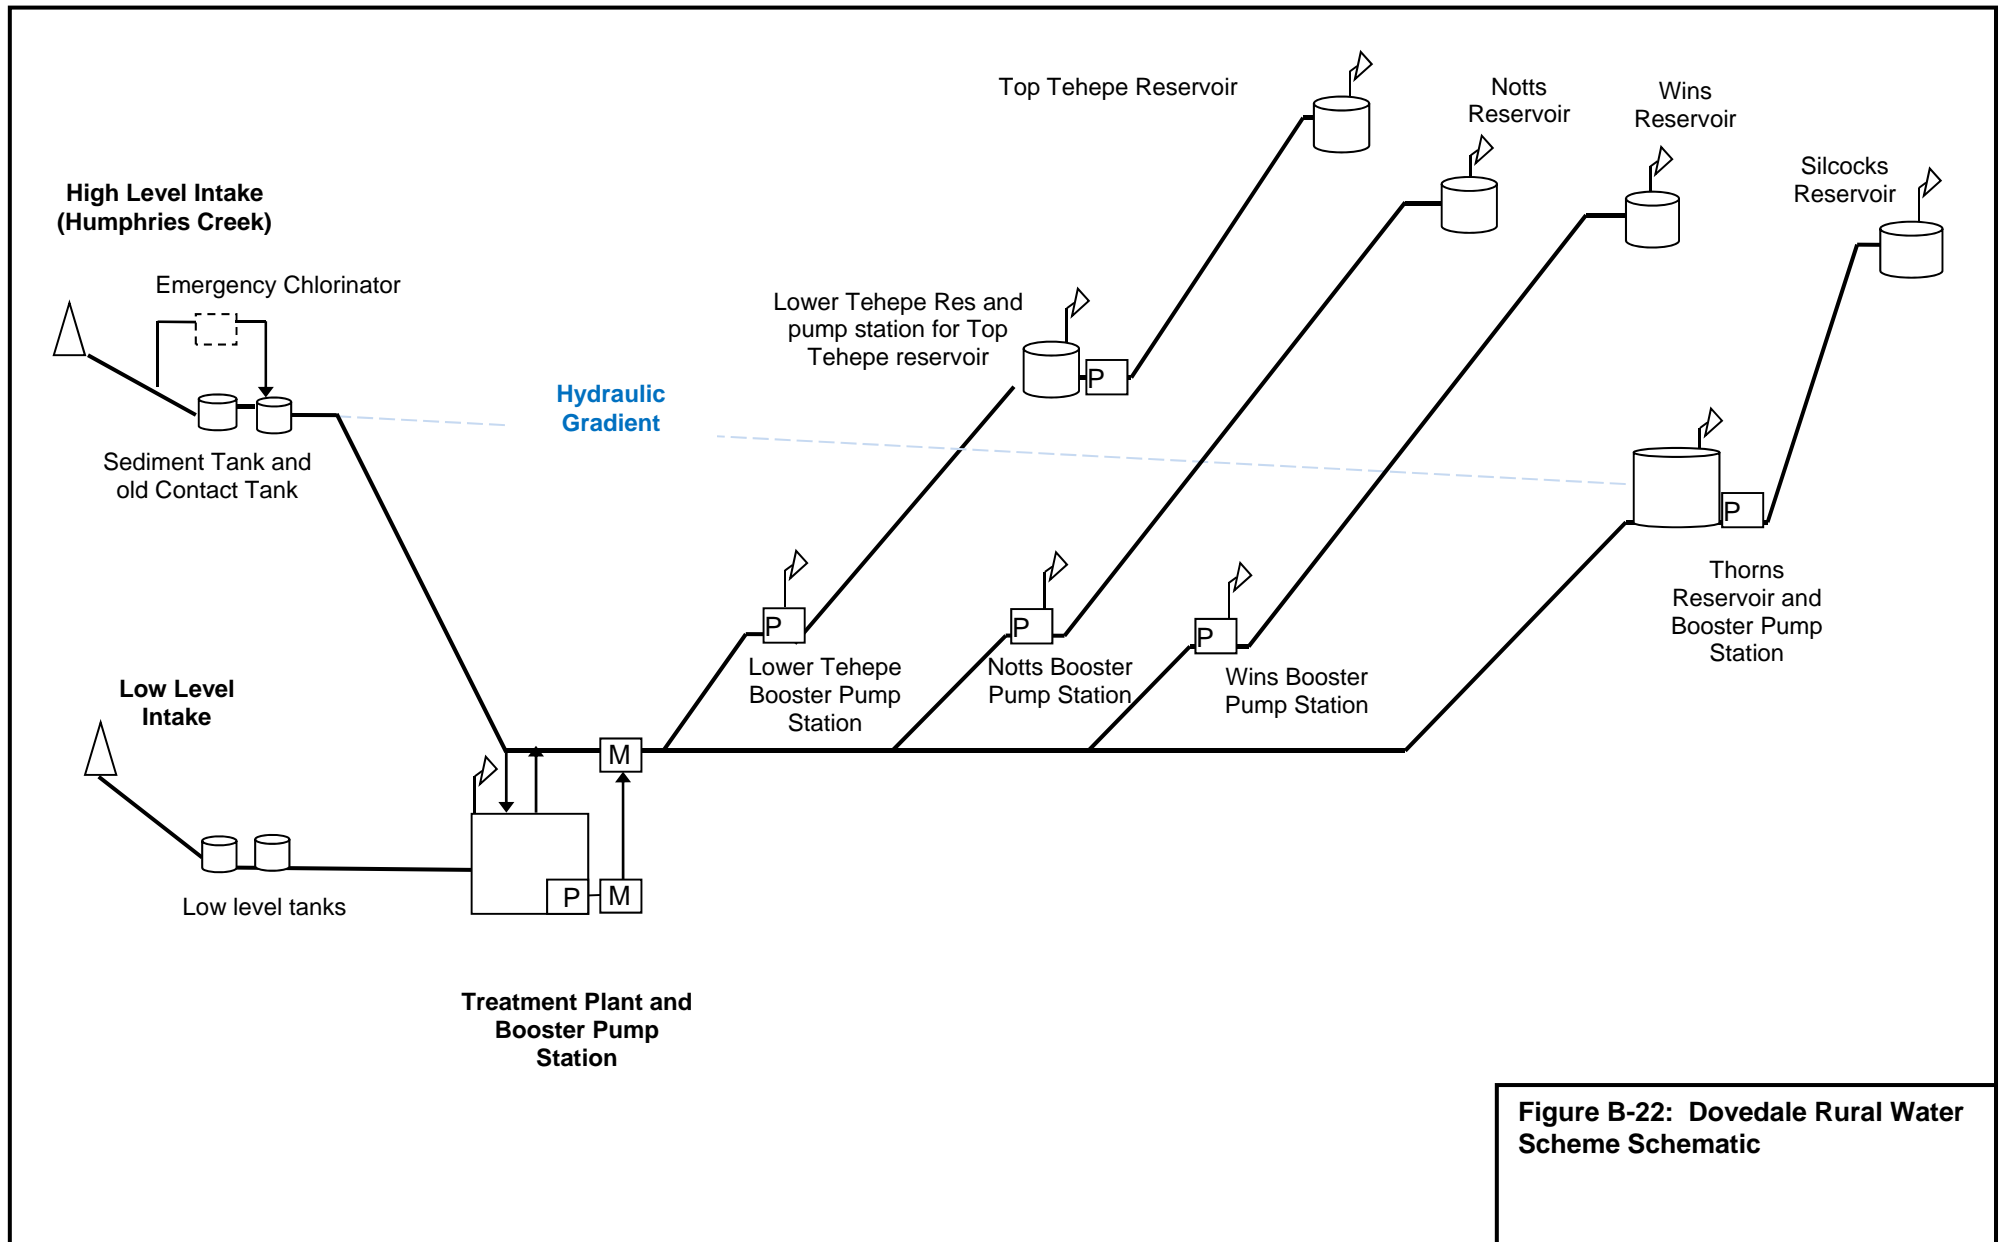 Top Tehepe Reservoir
Notts
Reservoir
Wins
Reservoir
Silcocks
Reservoir
High Level Intake
(Humphries Creek)
Emergency Chlorinator
Lower Tehepe Res and
pump station for Top
Tehepe reservoir
P
Hydraulic
Gradient
Sediment Tank and
old Contact Tank
P
Thorns
Reservoir and
Booster Pump
Station
P
P
P
Lower Tehepe
Booster Pump
Station
Notts Booster
Pump Station
Wins Booster
Pump Station
Low Level
Intake
M
P
M
Low level tanks
Treatment Plant and
Booster Pump
Station
Figure B-22: Dovedale Rural Water
Scheme Schematic